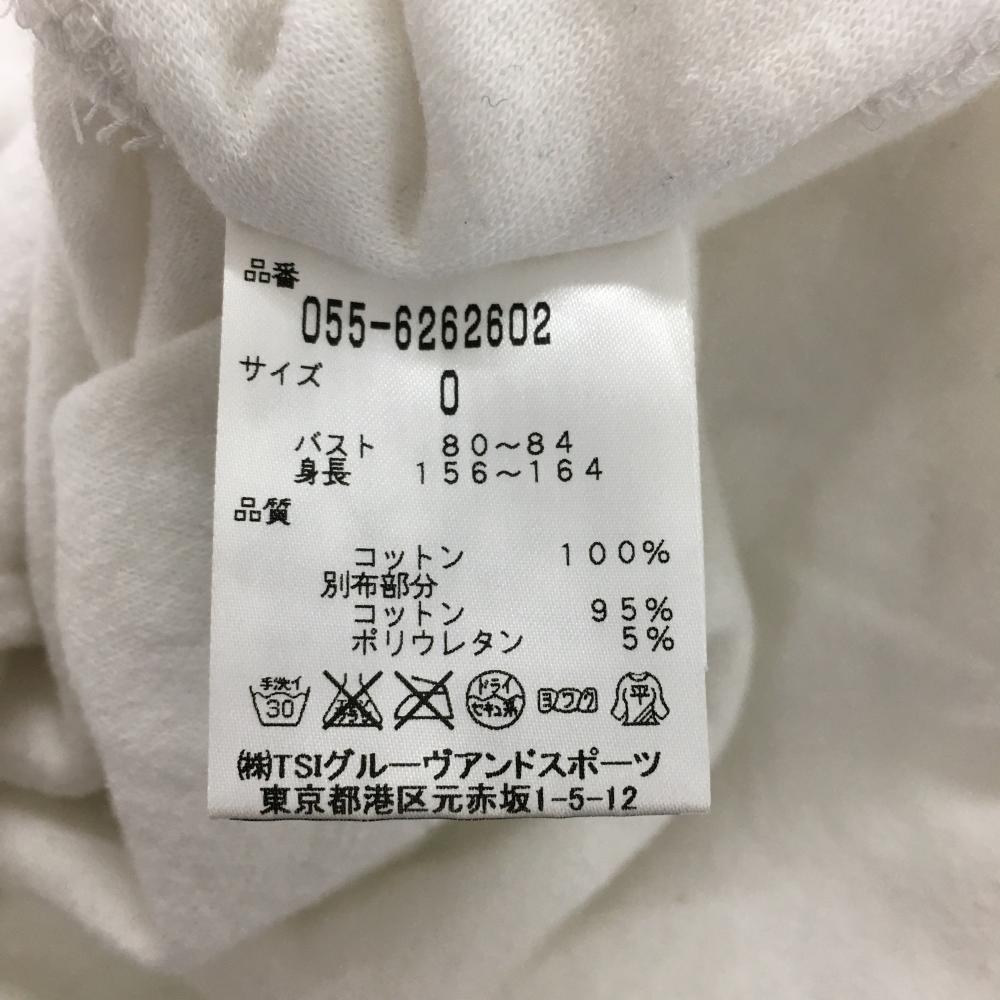 品番
055-6262602
サイズ
0
バスト 80～84
身長 156～164
品質
コットン 100%
別布部分
コットン 95%
ポリウレタン 5%
手洗イ 30 ドライ セキユ系 ヨワク 平
㈱TSIグルーヴアンドスポーツ
東京都港区元赤坂1-5-12